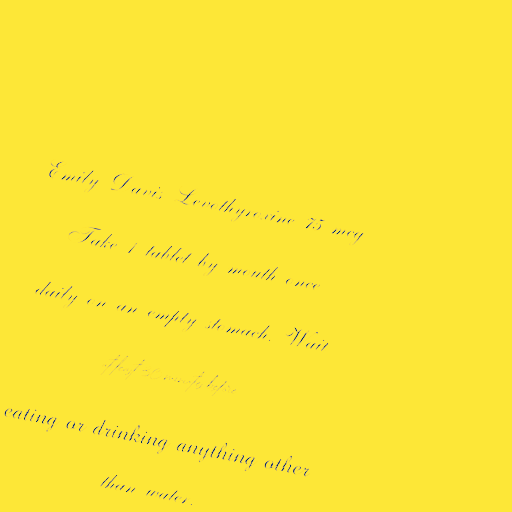 Emily Davis Levothyroxine 75 mcg
Take 1 tablet by mouth once
daily on an empty stomach. Wait
eating or drinking anything other
than water.